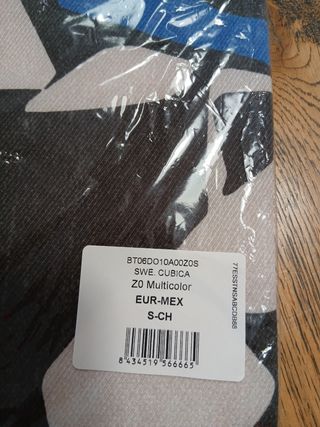 BT06DO10A00Z0S
SWE. CUBICA
Z0 Multicolor
EUR-MEX
S-CH
8 434519 566665